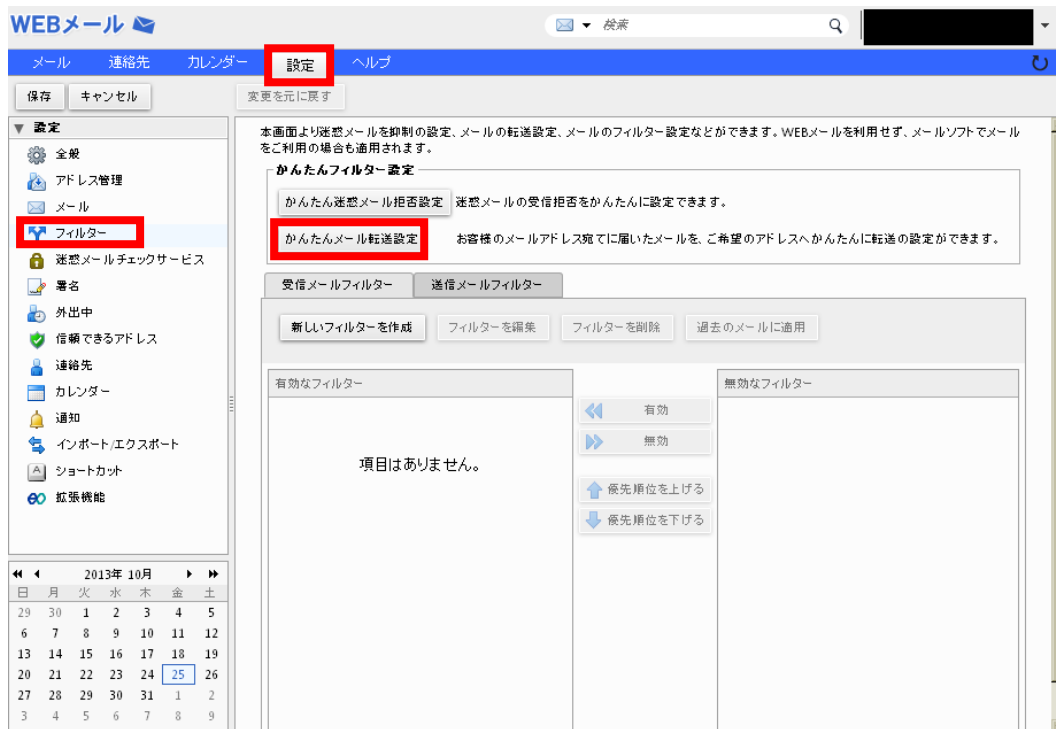 WEBメール
検索
メール 連絡先 カレンダー 設定 ヘルプ
保存 キャンセル 変更を元に戻す
設定
全般
アドレス管理
メール
フィルター
迷惑メールチェックサービス
署名
外出中
信頼できるアドレス
連絡先
カレンダー
通知
インポート/エクスポート
ショートカット
拡張機能
本画面より迷惑メールを抑制の設定、メールの転送設定、メールのフィルター設定などができます。WEBメールを利用せず、メールソフトでメール
をご利用の場合も適用されます。
かんたんフィルター設定
かんたん迷惑メール拒否設定 迷惑メールの受信拒否をかんたんに設定できます。
かんたんメール転送設定 お客様のメールアドレス宛てに届いたメールを、ご希望のアドレスへかんたんに転送の設定ができます。
受信メールフィルター 送信メールフィルター
新しいフィルターを作成 フィルターを編集 フィルターを削除 過去のメールに適用
有効なフィルター 無効なフィルター
有効
無効
項目はありません。
優先順位を上げる
優先順位を下げる
2013年 10月
日 月 火 水 木 金 土
29 30 1 2 3 4 5
6 7 8 9 10 11 12
13 14 15 16 17 18 19
20 21 22 23 24 25 26
27 28 29 30 31 1 2
3 4 5 6 7 8 9
A